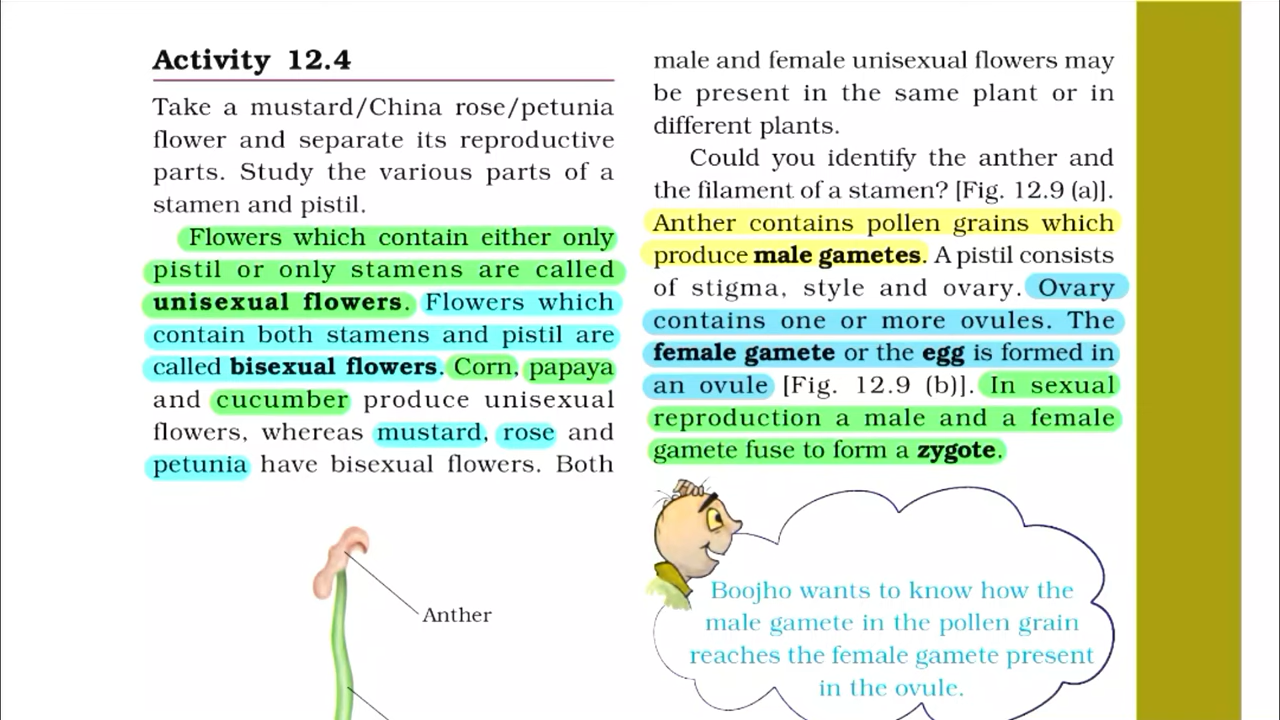 Activity 12.4
Take a mustard/China rose/petunia
flower and separate its reproductive
parts. Study the various parts of a
stamen and pistil.
Flowers which contain either only
pistil or only stamens are called
unisexual flowers. Flowers which
contain both stamens and pistil are
called bisexual flowers. Corn, papaya
and cucumber produce unisexual
flowers, whereas mustard, rose and
petunia have bisexual flowers. Both
Anther
male and female unisexual flowers may
be present in the same plant or in
different plants.
Could you identify the anther and
the filament of a stamen? [Fig. 12.9 (a)].
Anther contains pollen grains which
produce male gametes. A pistil consists
of stigma, style and ovary. Ovary
contains one or more ovules. The
female gamete or the egg is formed in
an ovule [Fig. 12.9 (b)]. In sexual
reproduction a male and a female
gamete fuse to form a zygote.
Boojho wants to know how the
male gamete in the pollen grain
reaches the female gamete present
in the ovule.